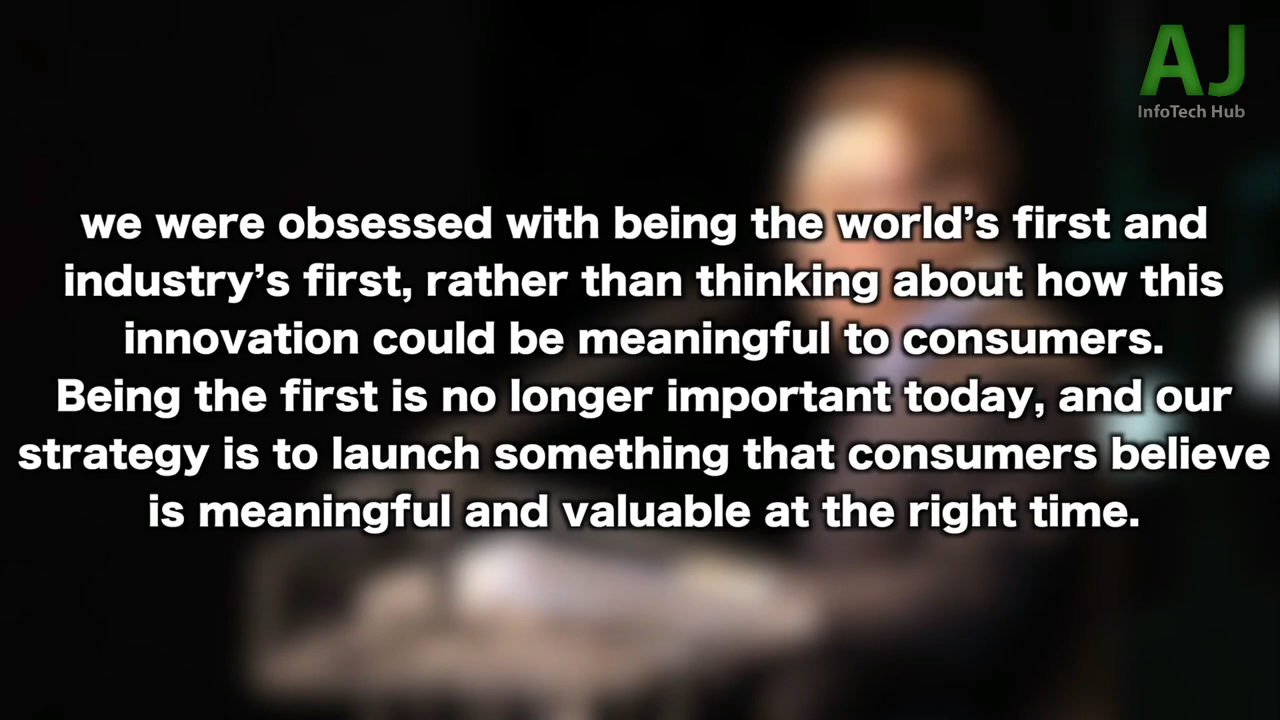 AJ
InfoTech Hub
we were obsessed with being the world’s first and
industry’s first, rather than thinking about how this
innovation could be meaningful to consumers.
Being the first is no longer important today, and our
strategy is to launch something that consumers believe
is meaningful and valuable at the right time.